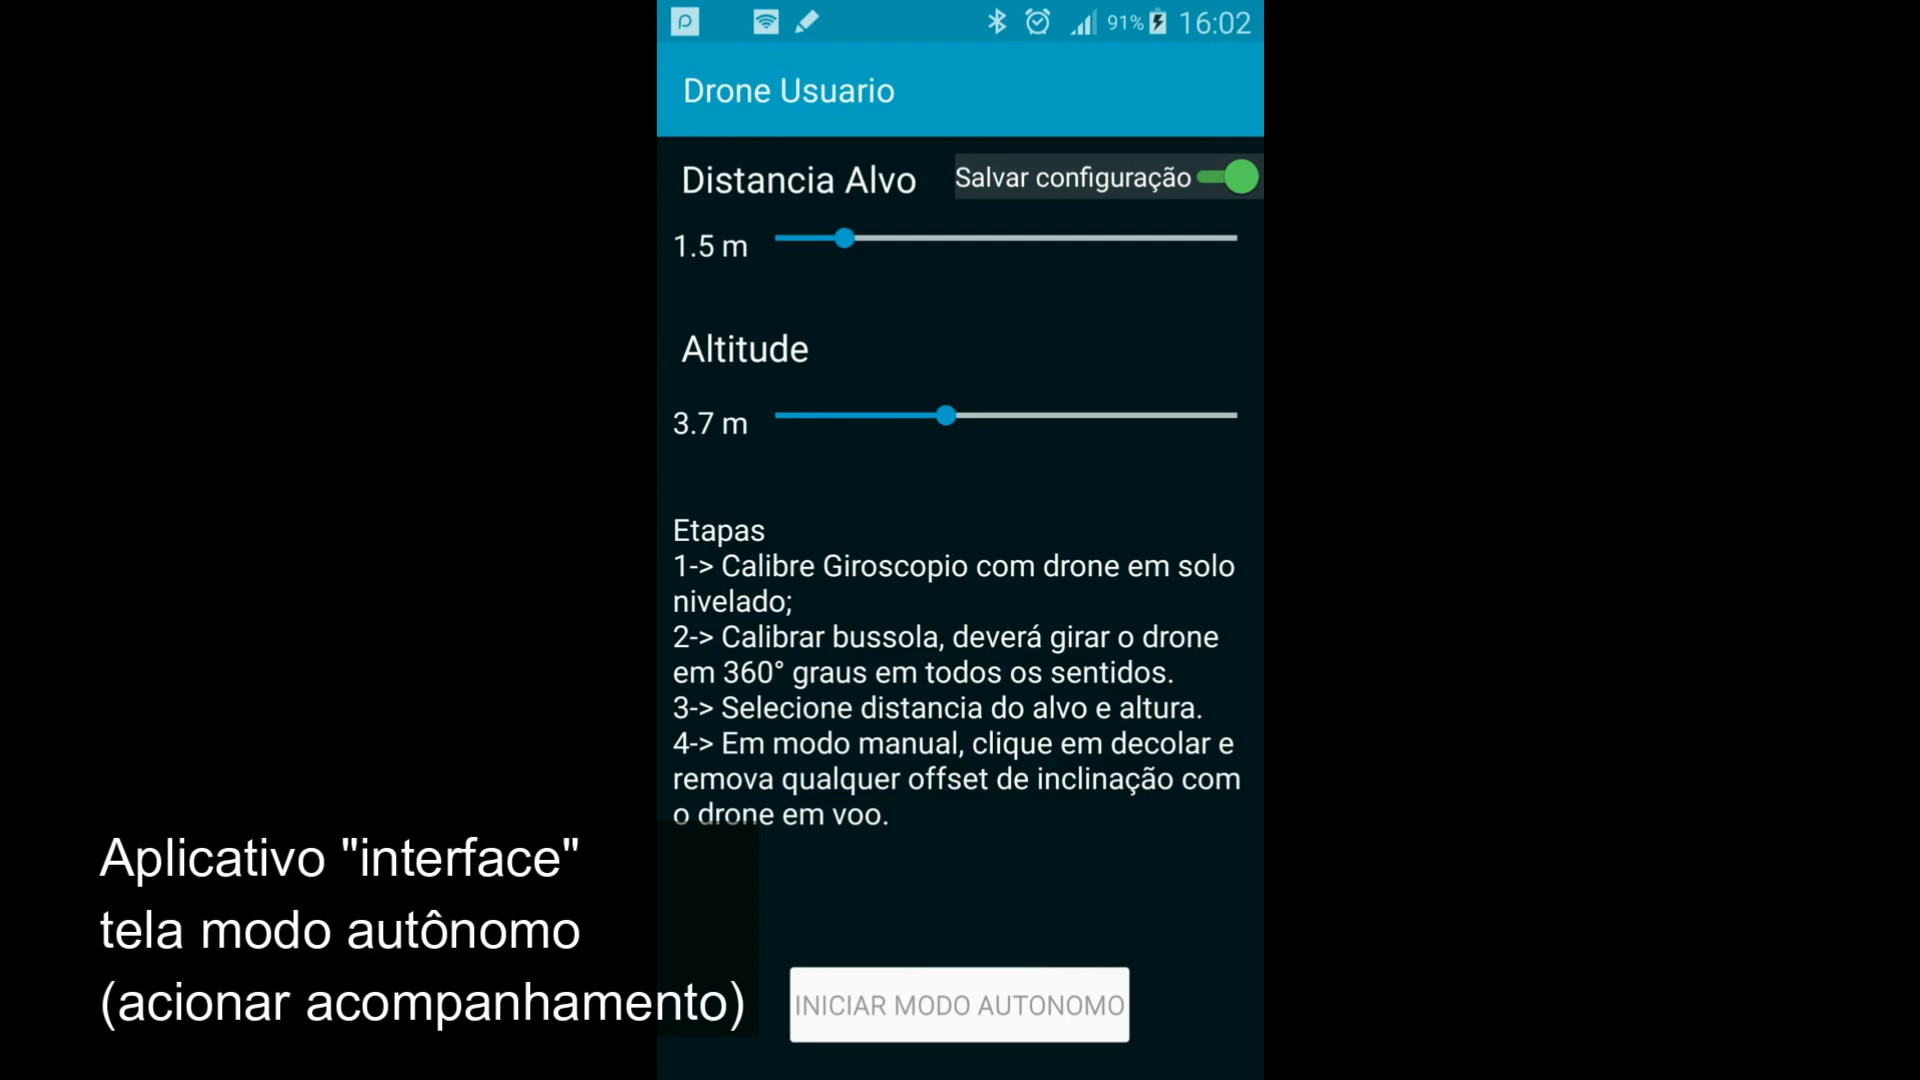 91% 16:02
Drone Usuario
Distancia Alvo Salvar configuração
1.5 m
Altitude
3.7 m
Etapas
1-> Calibre Giroscopio com drone em solo
nivelado;
2-> Calibrar bussola, deverá girar o drone
em 360° graus em todos os sentidos.
3-> Selecione distancia do alvo e altura.
4-> Em modo manual, clique em decolar e
remova qualquer offset de inclinação com
o drone em voo.
Aplicativo "interface"
tela modo autônomo
(acionar acompanhamento)
INICIAR MODO AUTONOMO